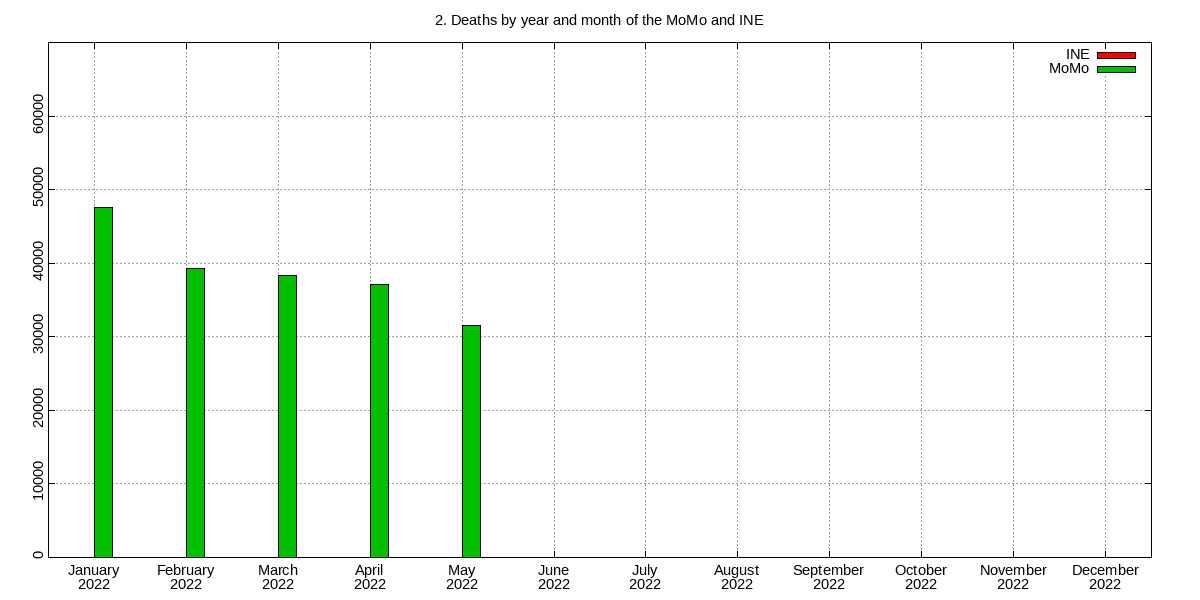 2. Deaths by year and month of the MoMo and INE
INE
MoMo
60000
50000
40000
30000
20000
10000
0
January February March April May June July August September October November December
2022 2022 2022 2022 2022 2022 2022 2022 2022 2022 2022 2022